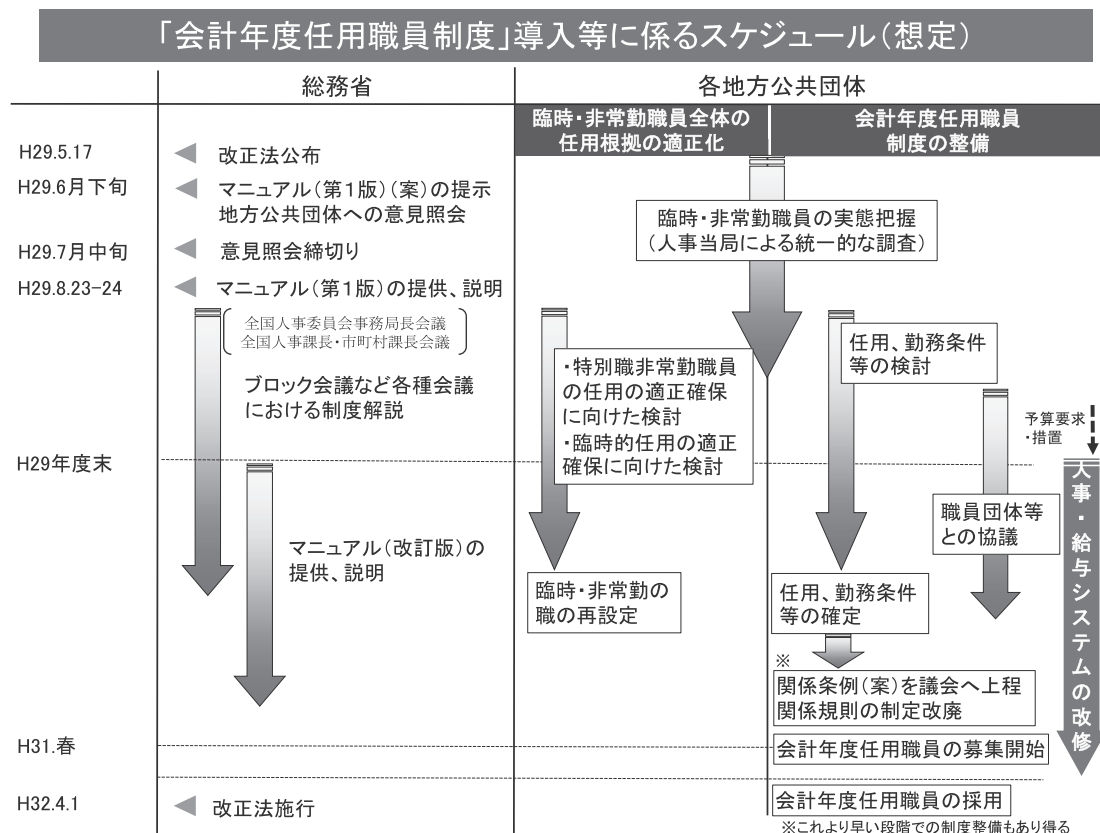 「会計年度任用職員制度」導入等に係るスケジュール（想定）
総務省
各地方公共団体
臨時・非常勤職員全体の
任用根拠の適正化
会計年度任用職員
制度の整備
H29.5.17
改正法公布
H29.6月下旬
マニュアル（第１版）（案）の提示
地方公共団体への意見照会
臨時・非常勤職員の実態把握
（人事当局による統一的な調査）
H29.7月中旬
意見照会締切り
H29.8.23-24
マニュアル（第１版）の提供、説明
全国人事委員会事務局長会議
全国人事課長・市町村課長会議
ブロック会議など各種会議
における制度解説
・特別職非常勤職員
の任用の適正確保
に向けた検討
・臨時的任用の適正
確保に向けた検討
任用、勤務条件
等の検討
予算要求
・措置
H29年度末
人事・給与システムの改修
職員団体等
との協議
マニュアル（改訂版）の
提供、説明
臨時・非常勤の
職の再設定
任用、勤務条件
等の確定
※
関係条例（案）を議会へ上程
関係規則の制定改廃
H31.春
会計年度任用職員の募集開始
H32.4.1
改正法施行
会計年度任用職員の採用
※これより早い段階での制度整備もあり得る